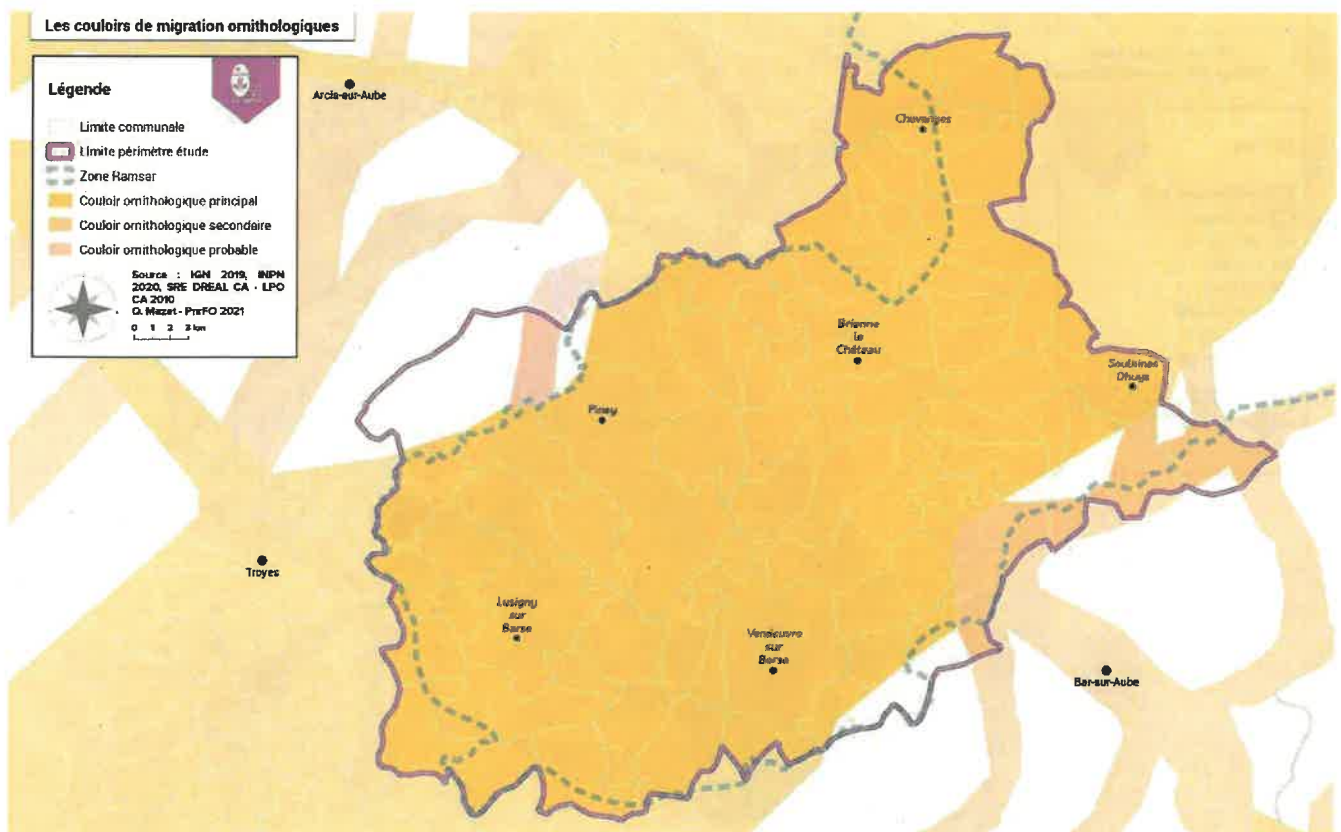 Les couloirs de migration ornithologiques
Légende
Limite communale
Limite périmètre étude
Zone Ramsar
Couloir ornithologique principal
Couloir ornithologique secondaire
Couloir ornithologique probable
Source : IGN 2019, INPN
2020, SRE DREAL CA - LPO
CA 2010
O. Mazet - PnrFO 2021
0 1 2 3 km
Arcis-sur-Aube
Chavanges
Brienne
le
Château
Soulaines
Dhuys
Piney
Troyes
Lusigny
sur
Barse
Vendeuvre
sur
Barse
Bar-sur-Aube